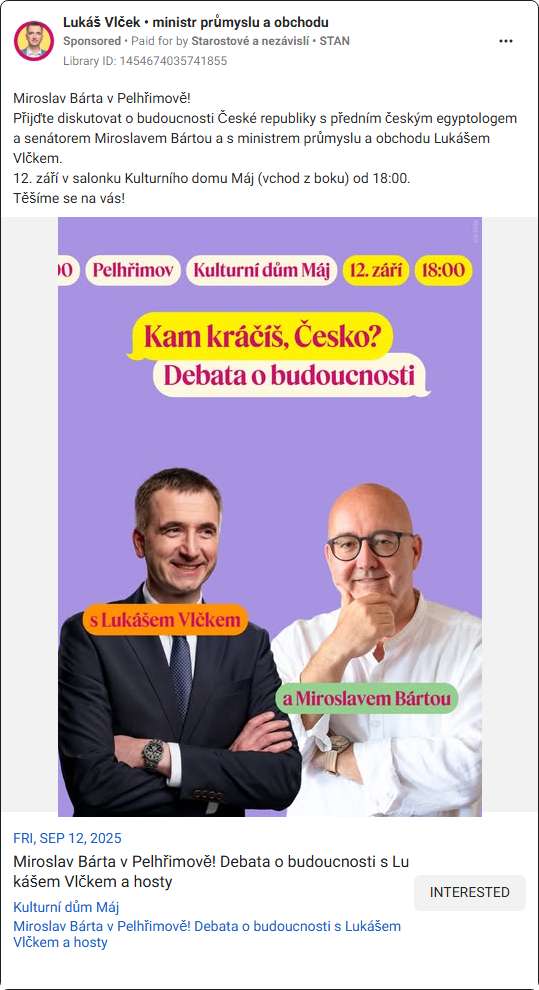 Lukáš Vlček • ministr průmyslu a obchodu
Sponsored • Paid for by Starostové a nezávislí • STAN
Library ID: 1454674035741855
Miroslav Bárta v Pelhřimově!
Přijďte diskutovat o budoucnosti České republiky s předním českým egyptologem
a senátorem Miroslavem Bártou a s ministrem průmyslu a obchodu Lukášem
Vlčkem.
12. září v salonku Kulturního domu Máj (vchod z boku) od 18:00.
Těšíme se na vás!
00 Pelhřimov Kulturní dům Máj 12. září 18:00
Kam kráčíš, Česko?
Debata o budoucnosti
s Lukášem Vlčkem
a Miroslavem Bártou
FRI, SEP 12, 2025
Miroslav Bárta v Pelhřimově! Debata o budoucnosti s Lu
kášem Vlčkem a hosty
INTERESTED
Kulturní dům Máj
Miroslav Bárta v Pelhřimově! Debata o budoucnosti s Lukášem
Vlčkem a hosty